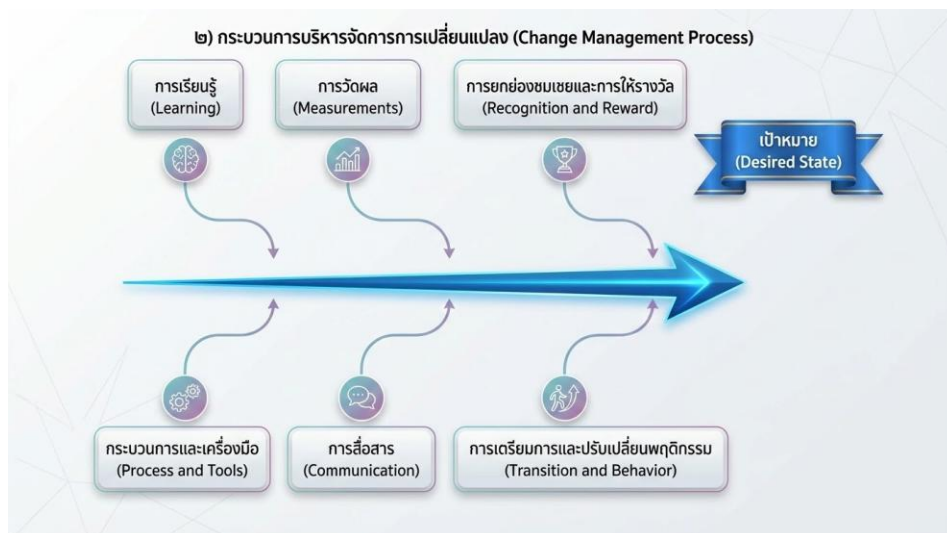 ๒) กระบวนการบริหารจัดการการเปลี่ยนแปลง (Change Management Process)
การเรียนรู้
(Learning)
การวัดผล
(Measurements)
การยกย่องชมเชยและการให้รางวัล
(Recognition and Reward)
เป้าหมาย
(Desired State)
กระบวนการและเครื่องมือ
(Process and Tools)
การสื่อสาร
(Communication)
การเตรียมการและปรับเปลี่ยนพฤติกรรม
(Transition and Behavior)